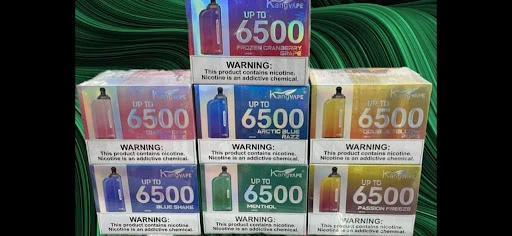 KangVAPE
UP TO
6500
FROZEN CRANBERRY
GRAPE
WARNING:
This product contains nicotine.
Nicotine is an addictive chemical.
KangVAPE
UP TO
6500
WARNING:
This product contains nicotine.
Nicotine is an addictive chemical.
KangVAPE
UP TO
6500
ARCTIC BLUE
RAZZ
WARNING:
This product contains nicotine.
Nicotine is an addictive chemical.
KangVAPE
UP TO
6500
WARNING:
This product contains nicotine.
Nicotine is an addictive chemical.
KangVAPE
UP TO
6500
BLUE SHAKE
WARNING:
This product contains nicotine.
Nicotine is an addictive chemical.
KangVAPE
UP TO
6500
MENTHOL
WARNING:
This product contains nicotine.
Nicotine is an addictive chemical.
KangVAPE
UP TO
6500
PASSION FREEZE
WARNING:
This product contains nicotine.
Nicotine is an addictive chemical.